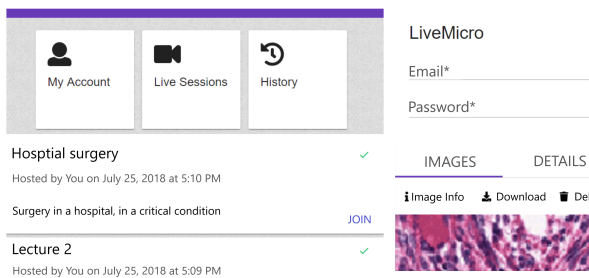 My Account
Live Sessions
History
Hosptial surgery
Hosted by You on July 25, 2018 at 5:10 PM
Surgery in a hospital, in a critical condition
JOIN
Lecture 2
Hosted by You on July 25, 2018 at 5:09 PM
LiveMicro
Email*
Password*
IMAGES DETAILS
Image Info Download Del